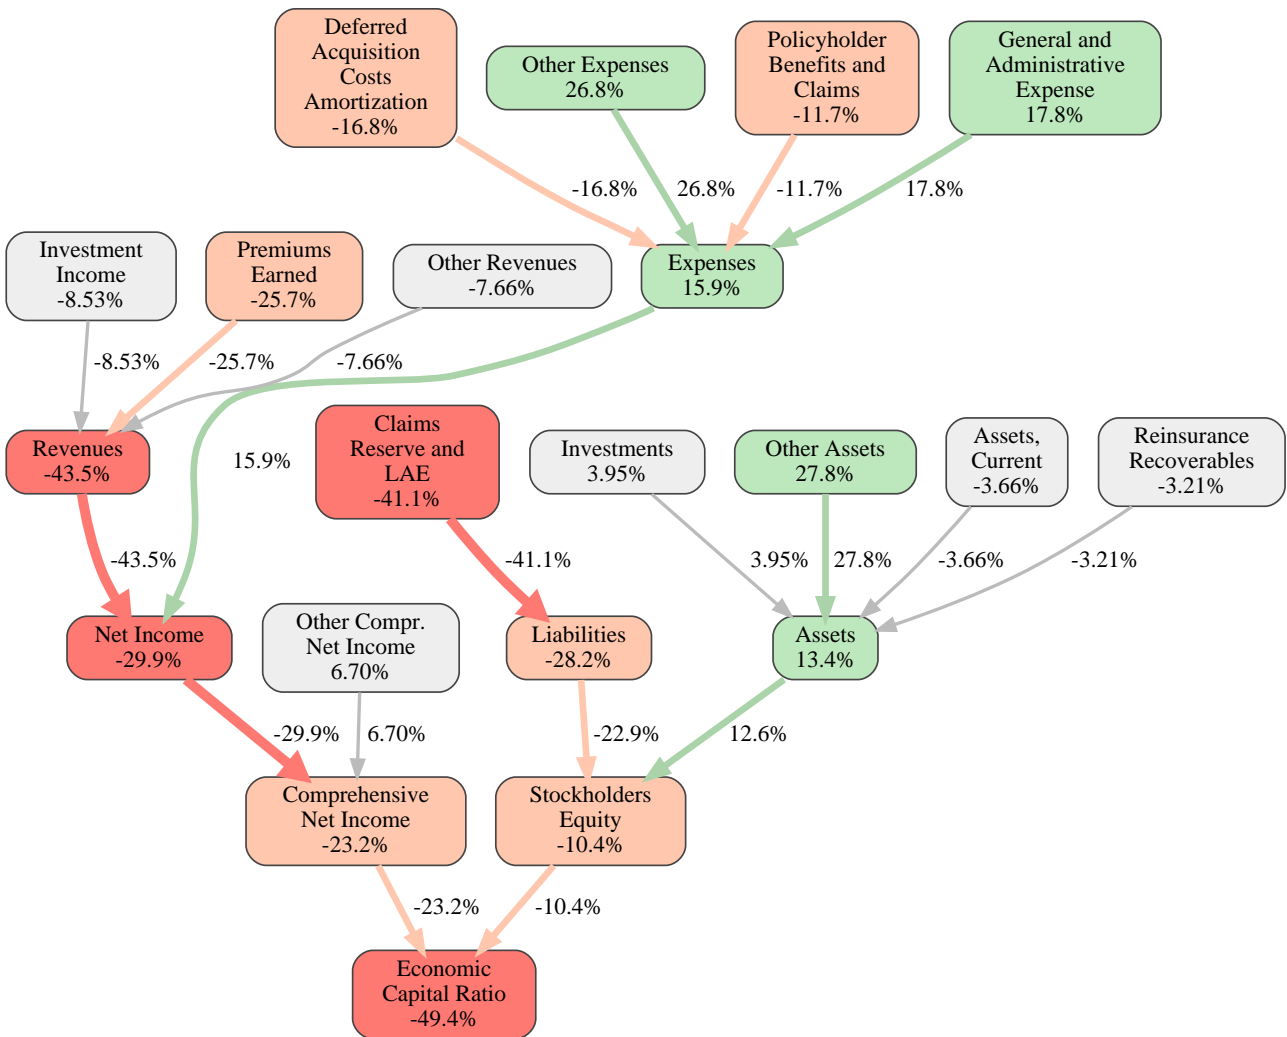 Deferred
Acquisition
Costs
Amortization
-16.8%
Other Expenses
26.8%
Policyholder
Benefits and
Claims
-11.7%
General and
Administrative
Expense
17.8%
-16.8%
26.8%
-11.7%
17.8%
Investment
Income
-8.53%
Premiums
Earned
-25.7%
Other Revenues
-7.66%
Expenses
15.9%
-8.53%
-25.7%
-7.66%
15.9%
Revenues
-43.5%
Claims
Reserve and
LAE
-41.1%
Investments
3.95%
Other Assets
27.8%
Assets,
Current
-3.66%
Reinsurance
Recoverables
-3.21%
-43.5%
-41.1%
3.95%
27.8%
-3.66%
-3.21%
Net Income
-29.9%
Other Compr.
Net Income
6.70%
Liabilities
-28.2%
Assets
13.4%
-29.9%
6.70%
-22.9%
12.6%
Comprehensive
Net Income
-23.2%
Stockholders
Equity
-10.4%
-23.2%
-10.4%
Economic
Capital Ratio
-49.4%